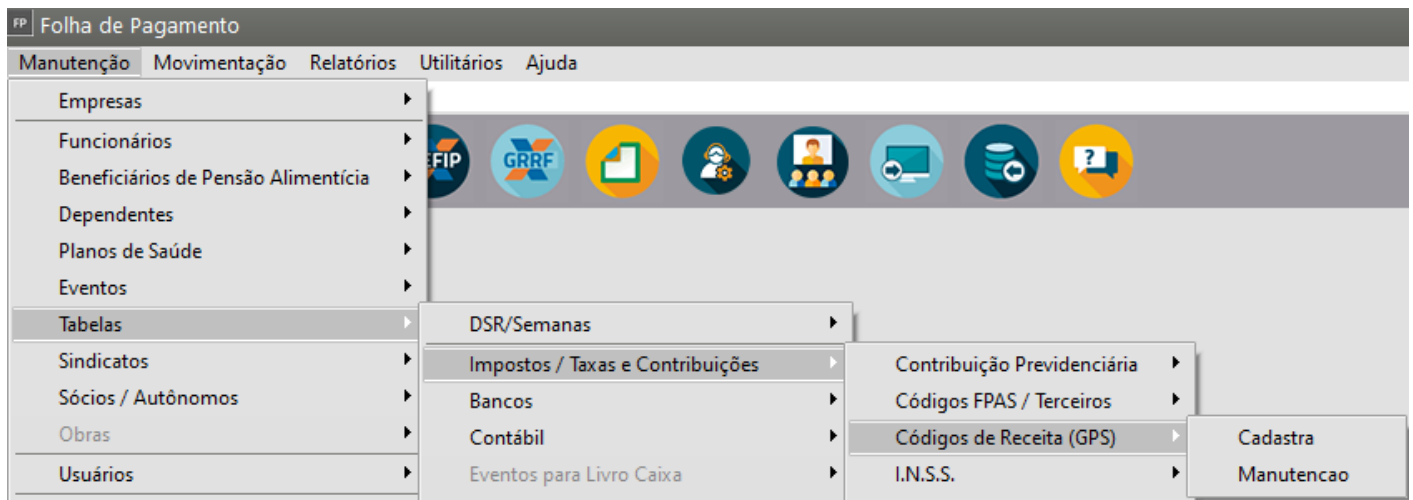 FP Folha de Pagamento
Manutenção Movimentação Relatórios Utilitários Ajuda
Empresas
Funcionários
Beneficiários de Pensão Alimentícia
Dependentes
Planos de Saúde
Eventos
Tabelas
Sindicatos
Sócios / Autônomos
Obras
Usuários
EFIP
GRRF
?
DSR/Semanas
Impostos / Taxas e Contribuições
Bancos
Contábil
Eventos para Livro Caixa
Contribuição Previdenciária
Códigos FPAS / Terceiros
Códigos de Receita (GPS)
I.N.S.S.
Cadastra
Manutencao